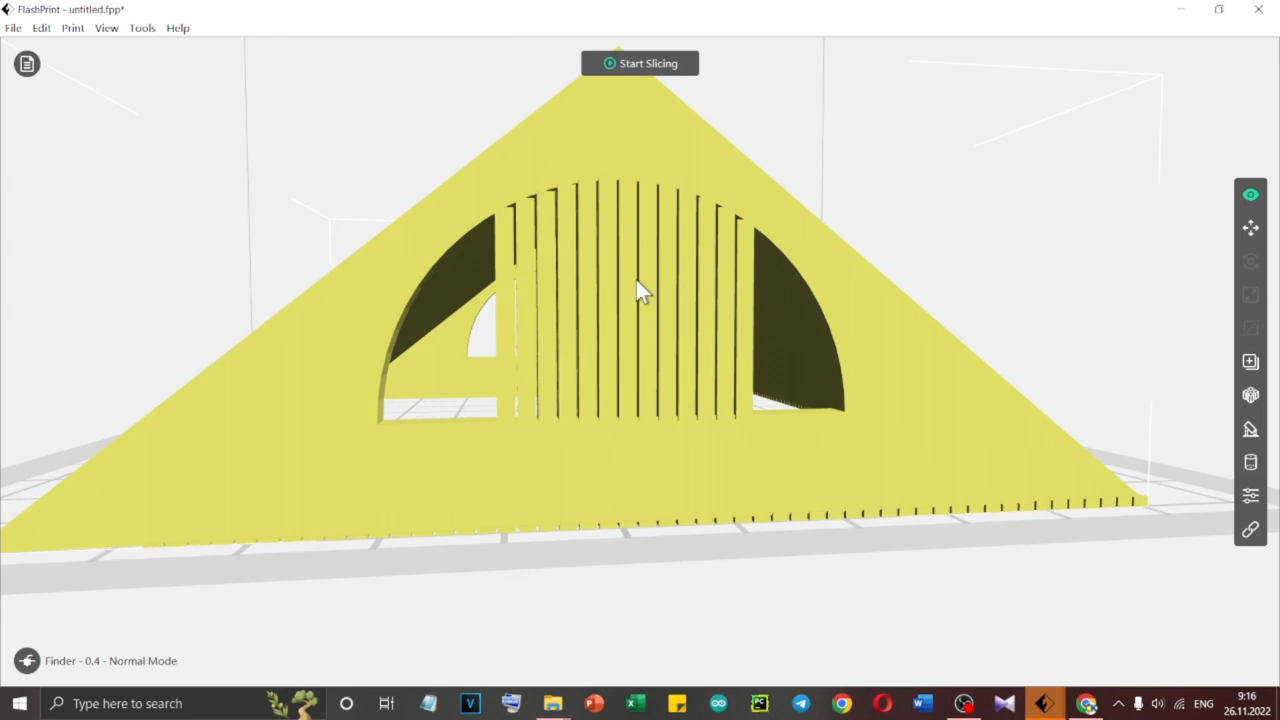 FlashPrint - untitled.fpp*
File Edit Print View Tools Help
Start Slicing
Finder - 0.4 - Normal Mode
Type here to search
ENG
9:16
26.11.2022